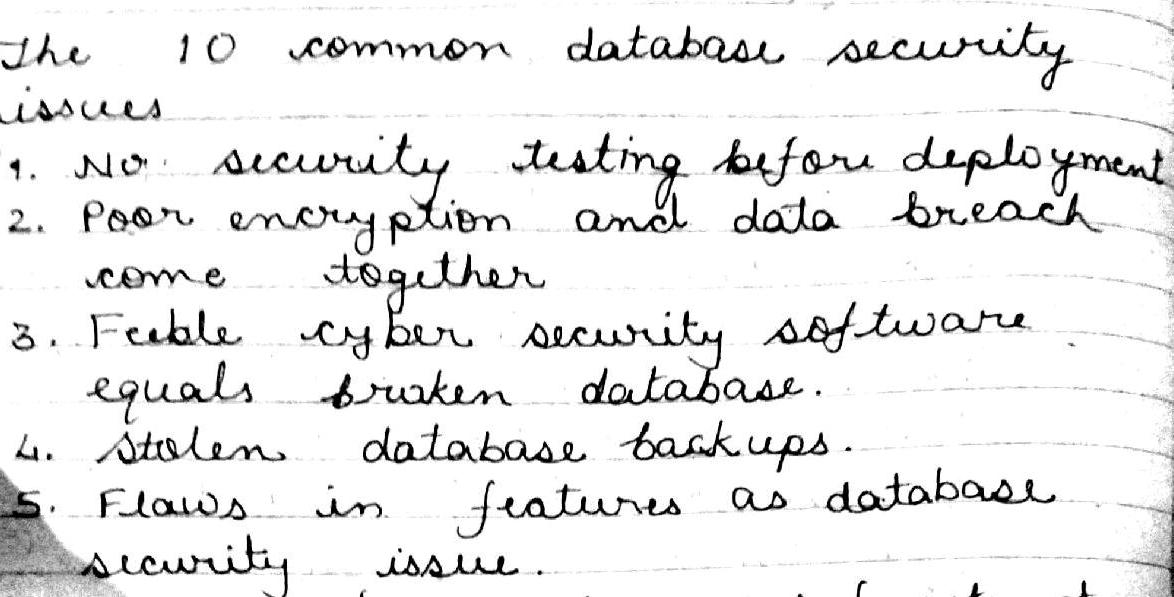 The 10 common database security
issues
1. No security testing before deployment
2. Poor encryption and data breach
come together
3. Feeble cyber security software
equals broken database.
4. Stolen database backups.
5. Flaws in features as database
security issue.